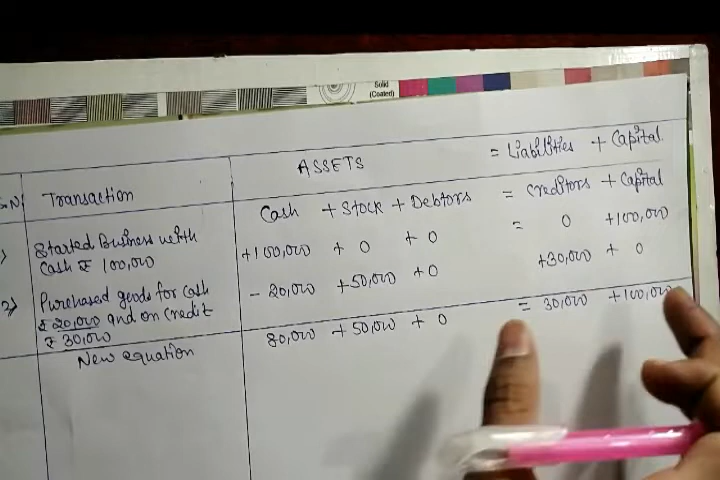 Solid
(Coated)
S.N. Transaction ASSETS = Liabilities + Capital
Cash + Stock + Debtors = Creditors + Capital
Started Business with
Cash ₹ 100,000 +100,000 + 0 + 0 = 0 +100,000
2) Purchased goods for cash
₹ 20,000 and on credit
₹ 30,000 - 20,000 +50,000 +0 +30,000 + 0
New equation 80,000 + 50,000 + 0 = 30,000 +100,000